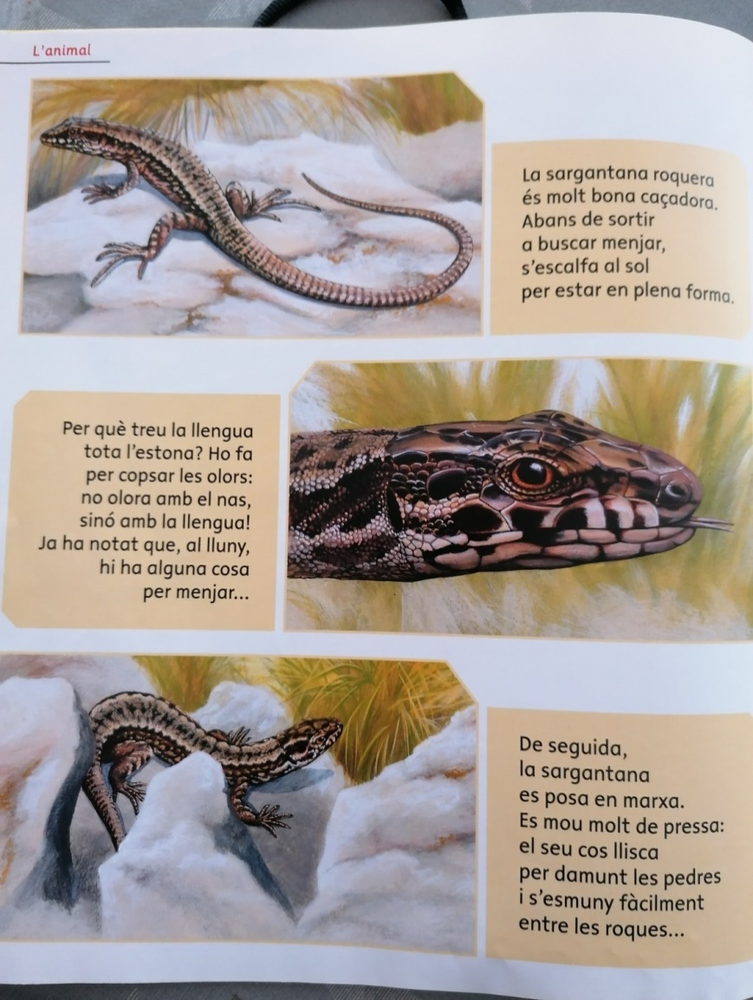 L'animal
La sargantana roquera
és molt bona caçadora.
Abans de sortir
a buscar menjar,
s'escalfa al sol
per estar en plena forma.
Per què treu la llengua
tota l'estona? Ho fa
per copsar les olors:
no olora amb el nas,
sinó amb la llengua!
Ja ha notat que, al lluny,
hi ha alguna cosa
per menjar...
De seguida,
la sargantana
es posa en marxa.
Es mou molt de pressa:
el seu cos llisca
per damunt les pedres
i s'esmuny fàcilment
entre les roques...